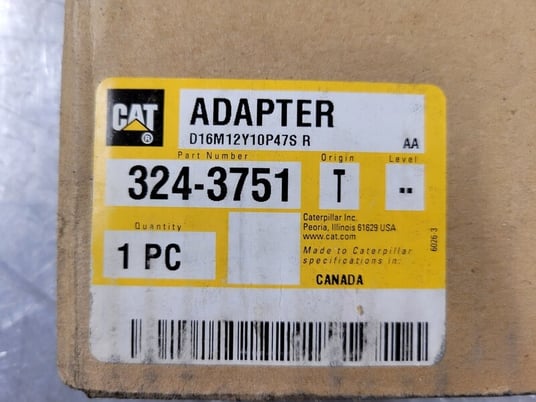 CAT ®
ADAPTER
D16M12Y10P47S R AA
Part Number Origin Level
324-3751 T --
Quantity
1 PC
Caterpillar Inc.
Peoria, Illinois 61629 USA
www.cat.com
Made to Caterpillar
specifications in:
CANADA